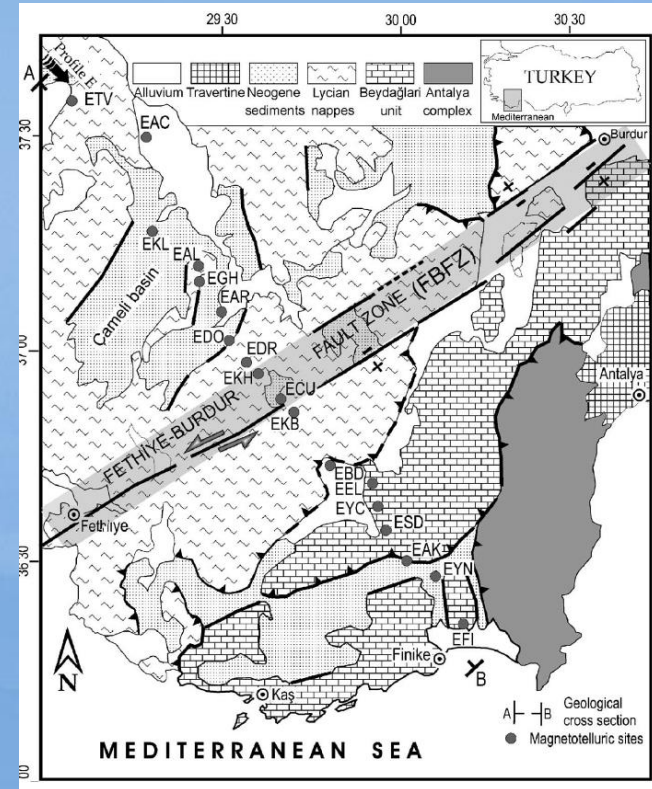 29.30 30 00 30 30
A
Profile E
ETV
EAC
Alluvium Travertine Neogene sediments Lycian nappes Beydağlari unit Antalya complex
TURKEY
Mediterranean
37.30
Burdur
EKL
EAL
EGH
EAR
EDO
Çameli basin
FETHIYE-BURDUR FAULT ZONE (FBFZ)
37 00
EDR
EKH
ECU
EKB
Antalya
EBD
EEL
EYC
ESD
Fethiye
36.30
EAK
EYN
EFI
Finike
N
Kaş
B
A B Geological cross section
Magnetotelluric sites
MEDITERRANEAN SEA
00